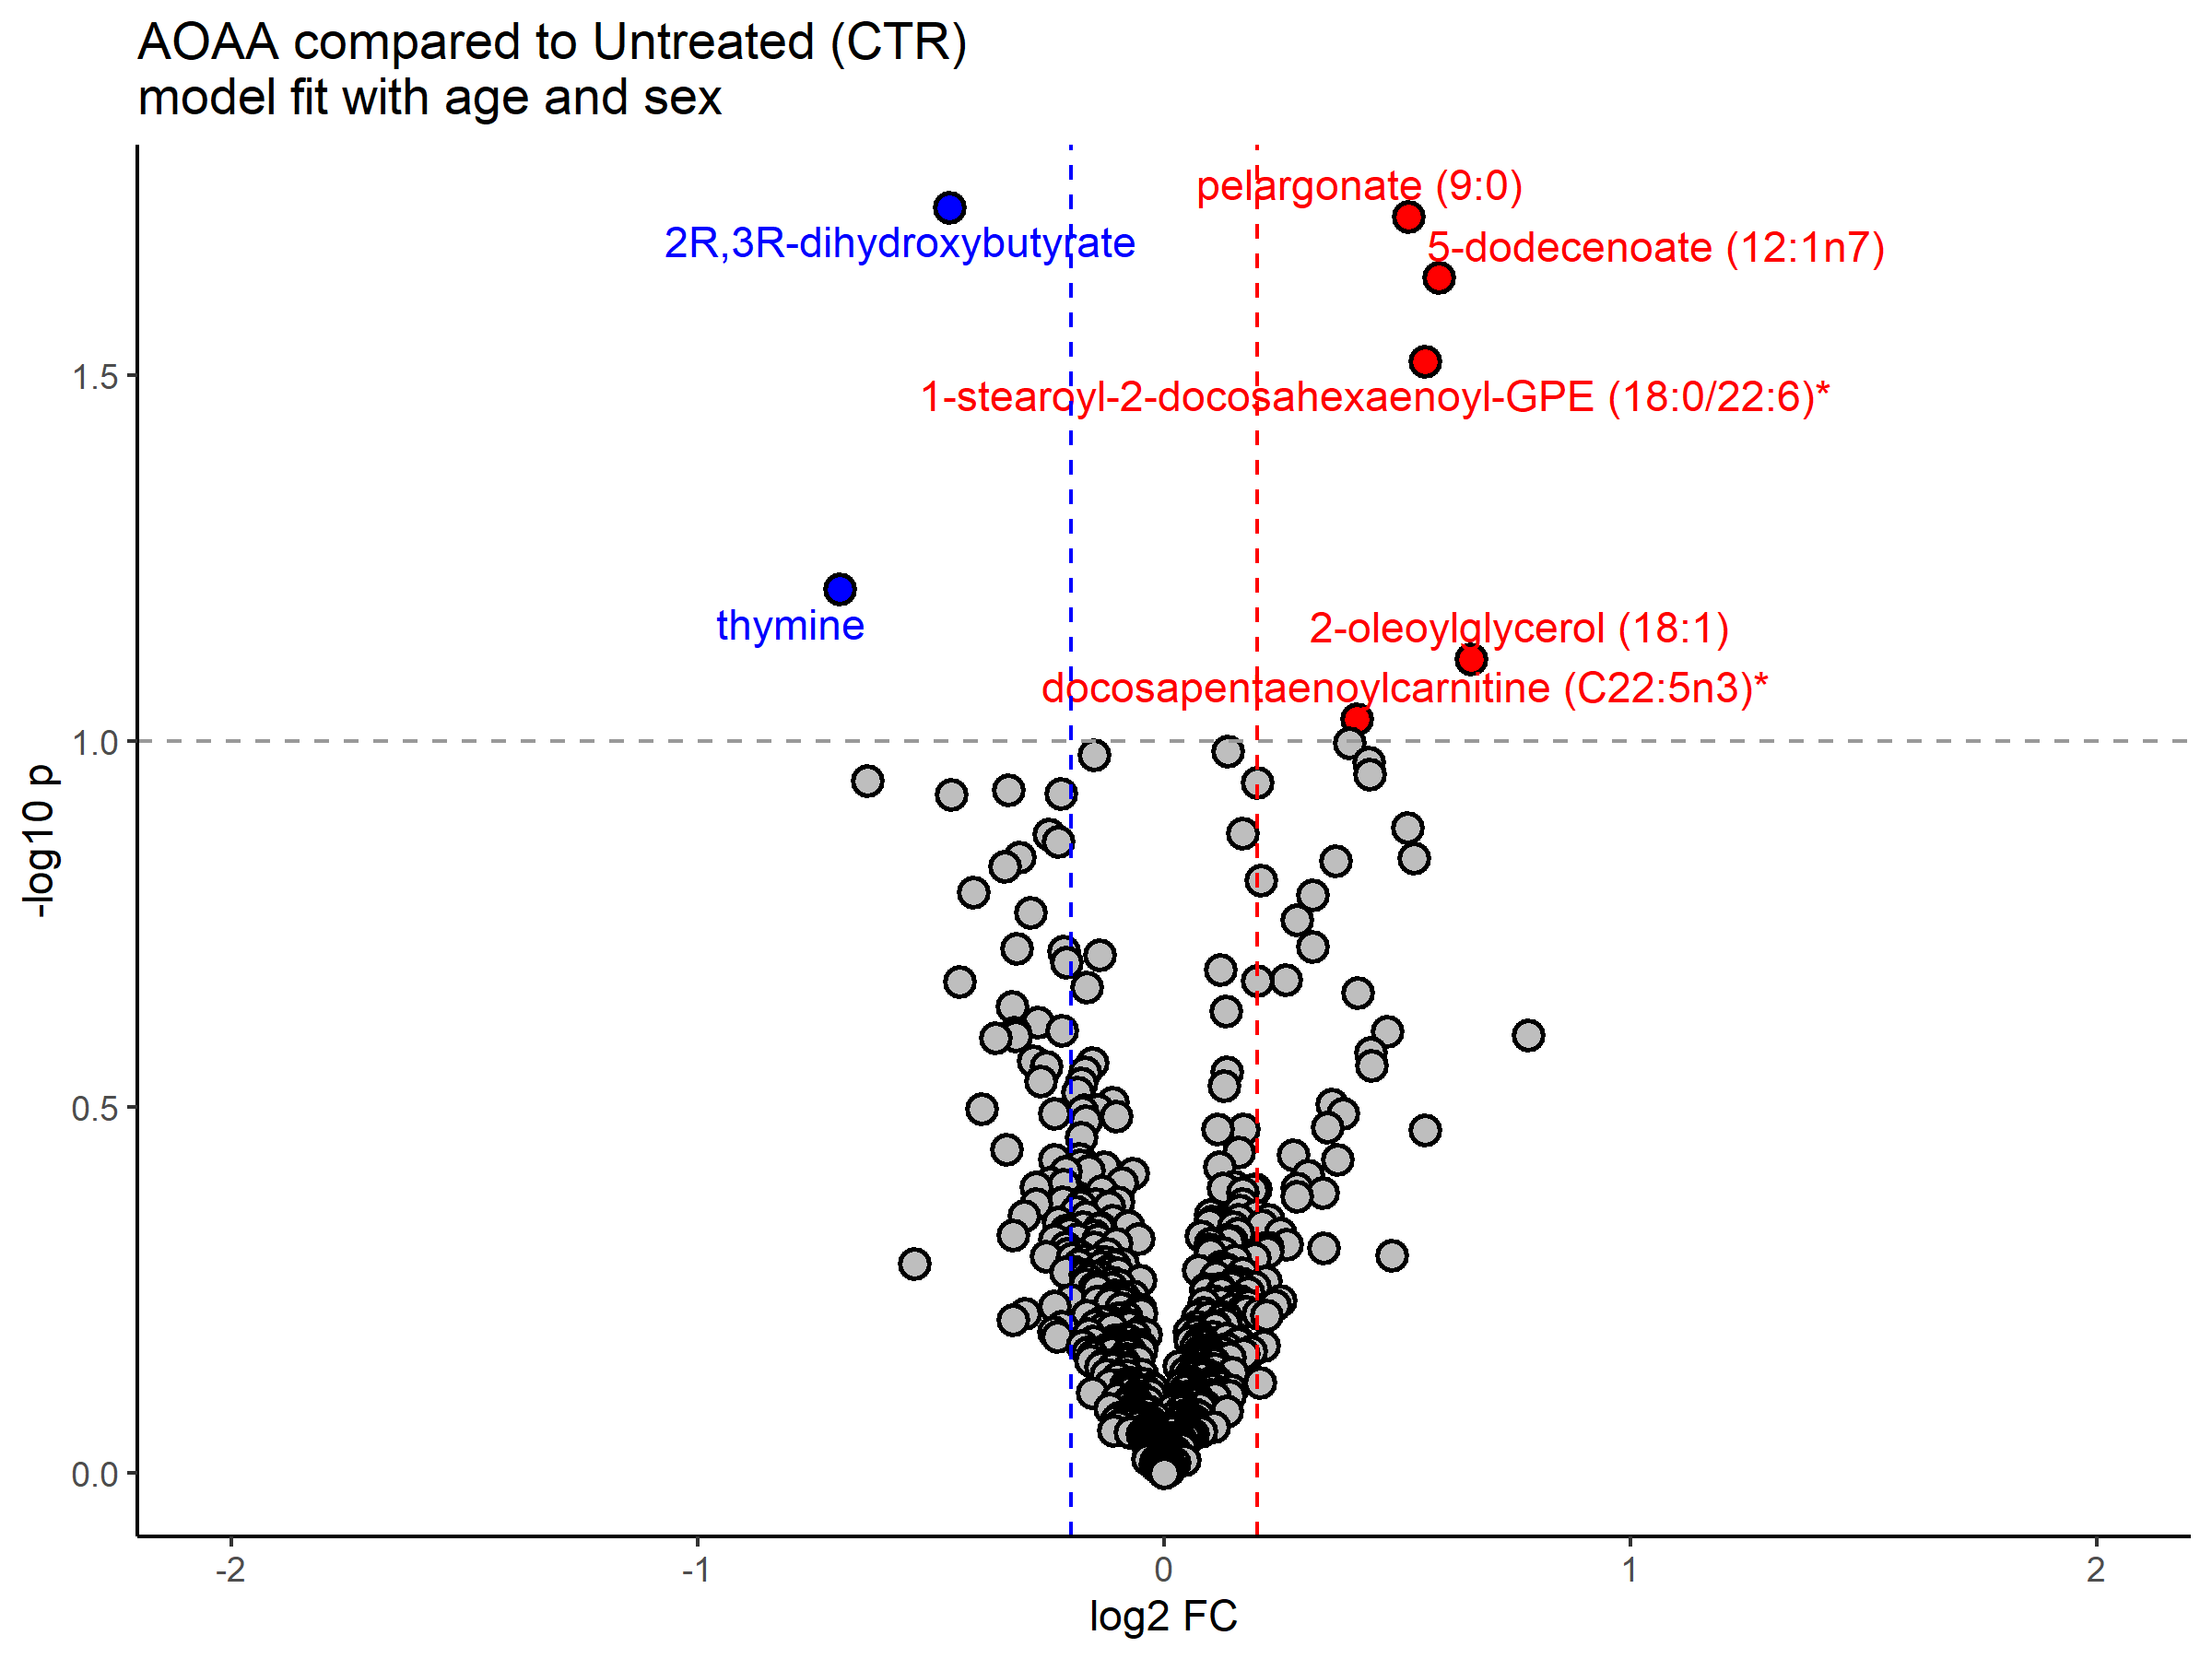 AOAA compared to Untreated (CTR)
model fit with age and sex
pelargonate (9:0)
2R,3R-dihydroxybutyrate
5-dodecenoate (12:1n7)
1.5
1-stearoyl-2-docosahexaenoyl-GPE (18:0/22:6)*
thymine
2-oleoylglycerol (18:1)
docosapentaenoylcarnitine (C22:5n3)*
1.0
-log10 p
0.5
0.0
-2 -1 0 1 2
log2 FC